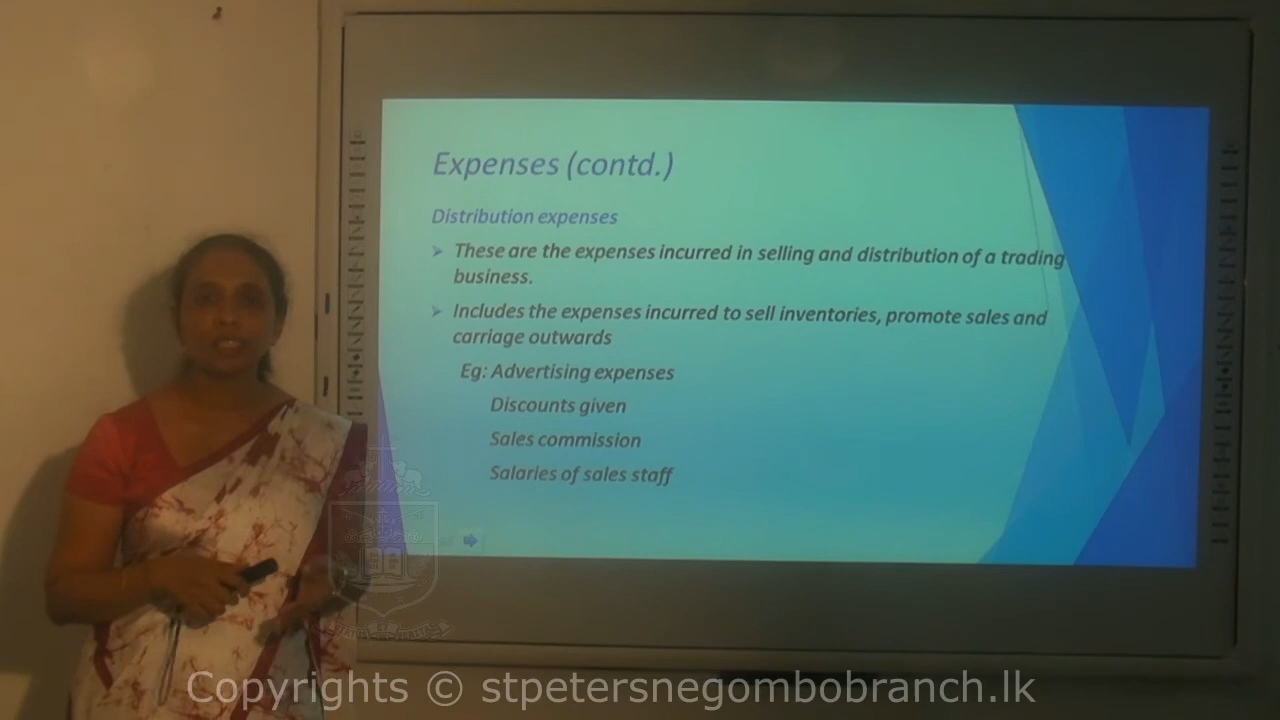 Expenses (contd.)
Distribution expenses
These are the expenses incurred in selling and distribution of a trading
business.
Includes the expenses incurred to sell inventories, promote sales and
carriage outwards
Eg: Advertising expenses
Discounts given
Sales commission
Salaries of sales staff
Copyrights © stpetersnegombobranch.lk